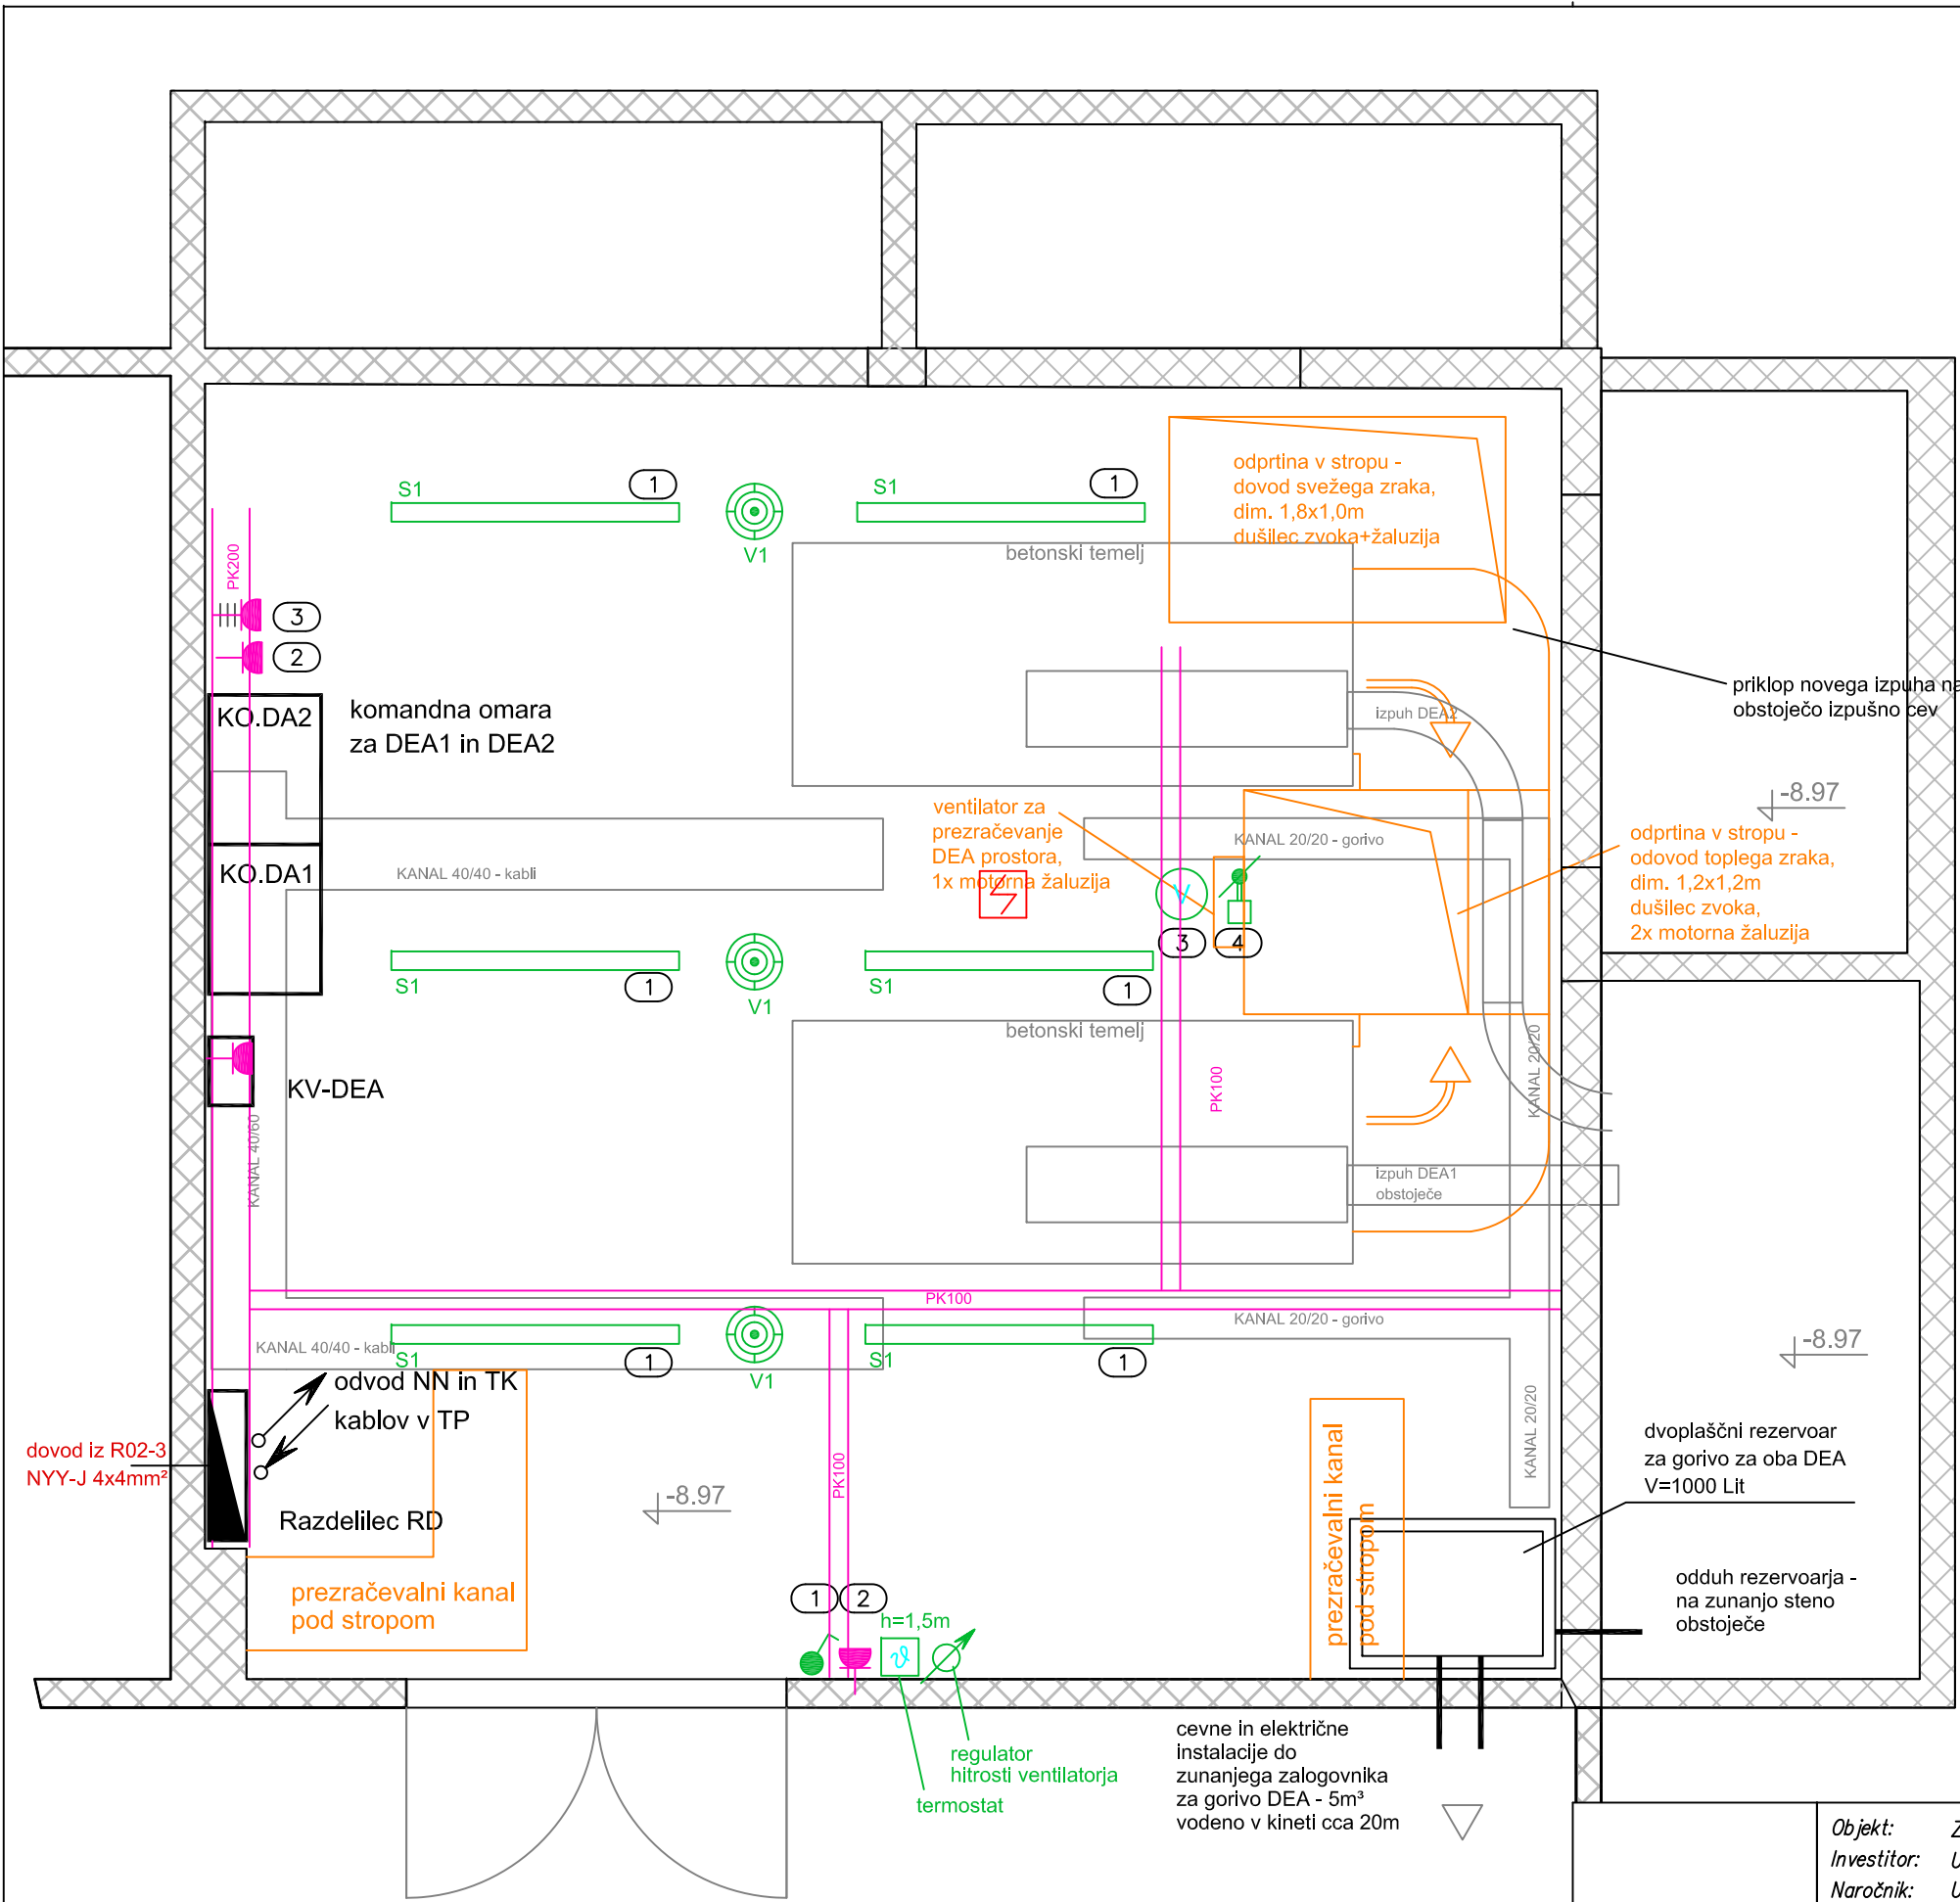 S1
1
V1
S1
1
odprtina v stropu -
dovod svežega zraka,
dim. 1,8x1,0m
dušilec zvoka+žaluzija
betonski temelj
PK200
3
2
KO.DA2
komandna omara
za DEA1 in DEA2
izpuh DEA2
priklop novega izpuha na
obstoječo izpušno cev
-8.97
ventilator za
prezračevanje
DEA prostora,
1x motorna žaluzija
KANAL 20/20 - gorivo
odprtina v stropu -
odovod toplega zraka,
dim. 1,2x1,2m
dušilec zvoka,
2x motorna žaluzija
KO.DA1
KANAL 40/40 - kabli
V
3
4
S1
1
V1
S1
1
betonski temelj
KV-DEA
KANAL 40/60
PK100
KANAL 20/20
izpuh DEA1
obstoječe
PK100
KANAL 20/20 - gorivo
KANAL 40/40 - kabli
S1
1
V1
S1
1
-8.97
odvod NN in TK
kablov v TP
dovod iz R02-3
NYY-J 4x4mm²
Razdelilec RD
-8.97
PK100
prezračevalni kanal
pod stropom
KANAL 20/20
dvoplaščni rezervoar
za gorivo za oba DEA
V=1000 Lit
prezračevalni kanal
pod stropom
odduh rezervoarja -
na zunanjo steno
obstoječe
1
2
h=1,5m
ϑ
regulator
hitrosti ventilatorja
termostat
cevne in električne
instalacije do
zunanjega zalogovnika
za gorivo DEA - 5m³
vodeno v kineti cca 20m
Objekt:
Investitor:
Naročnik: